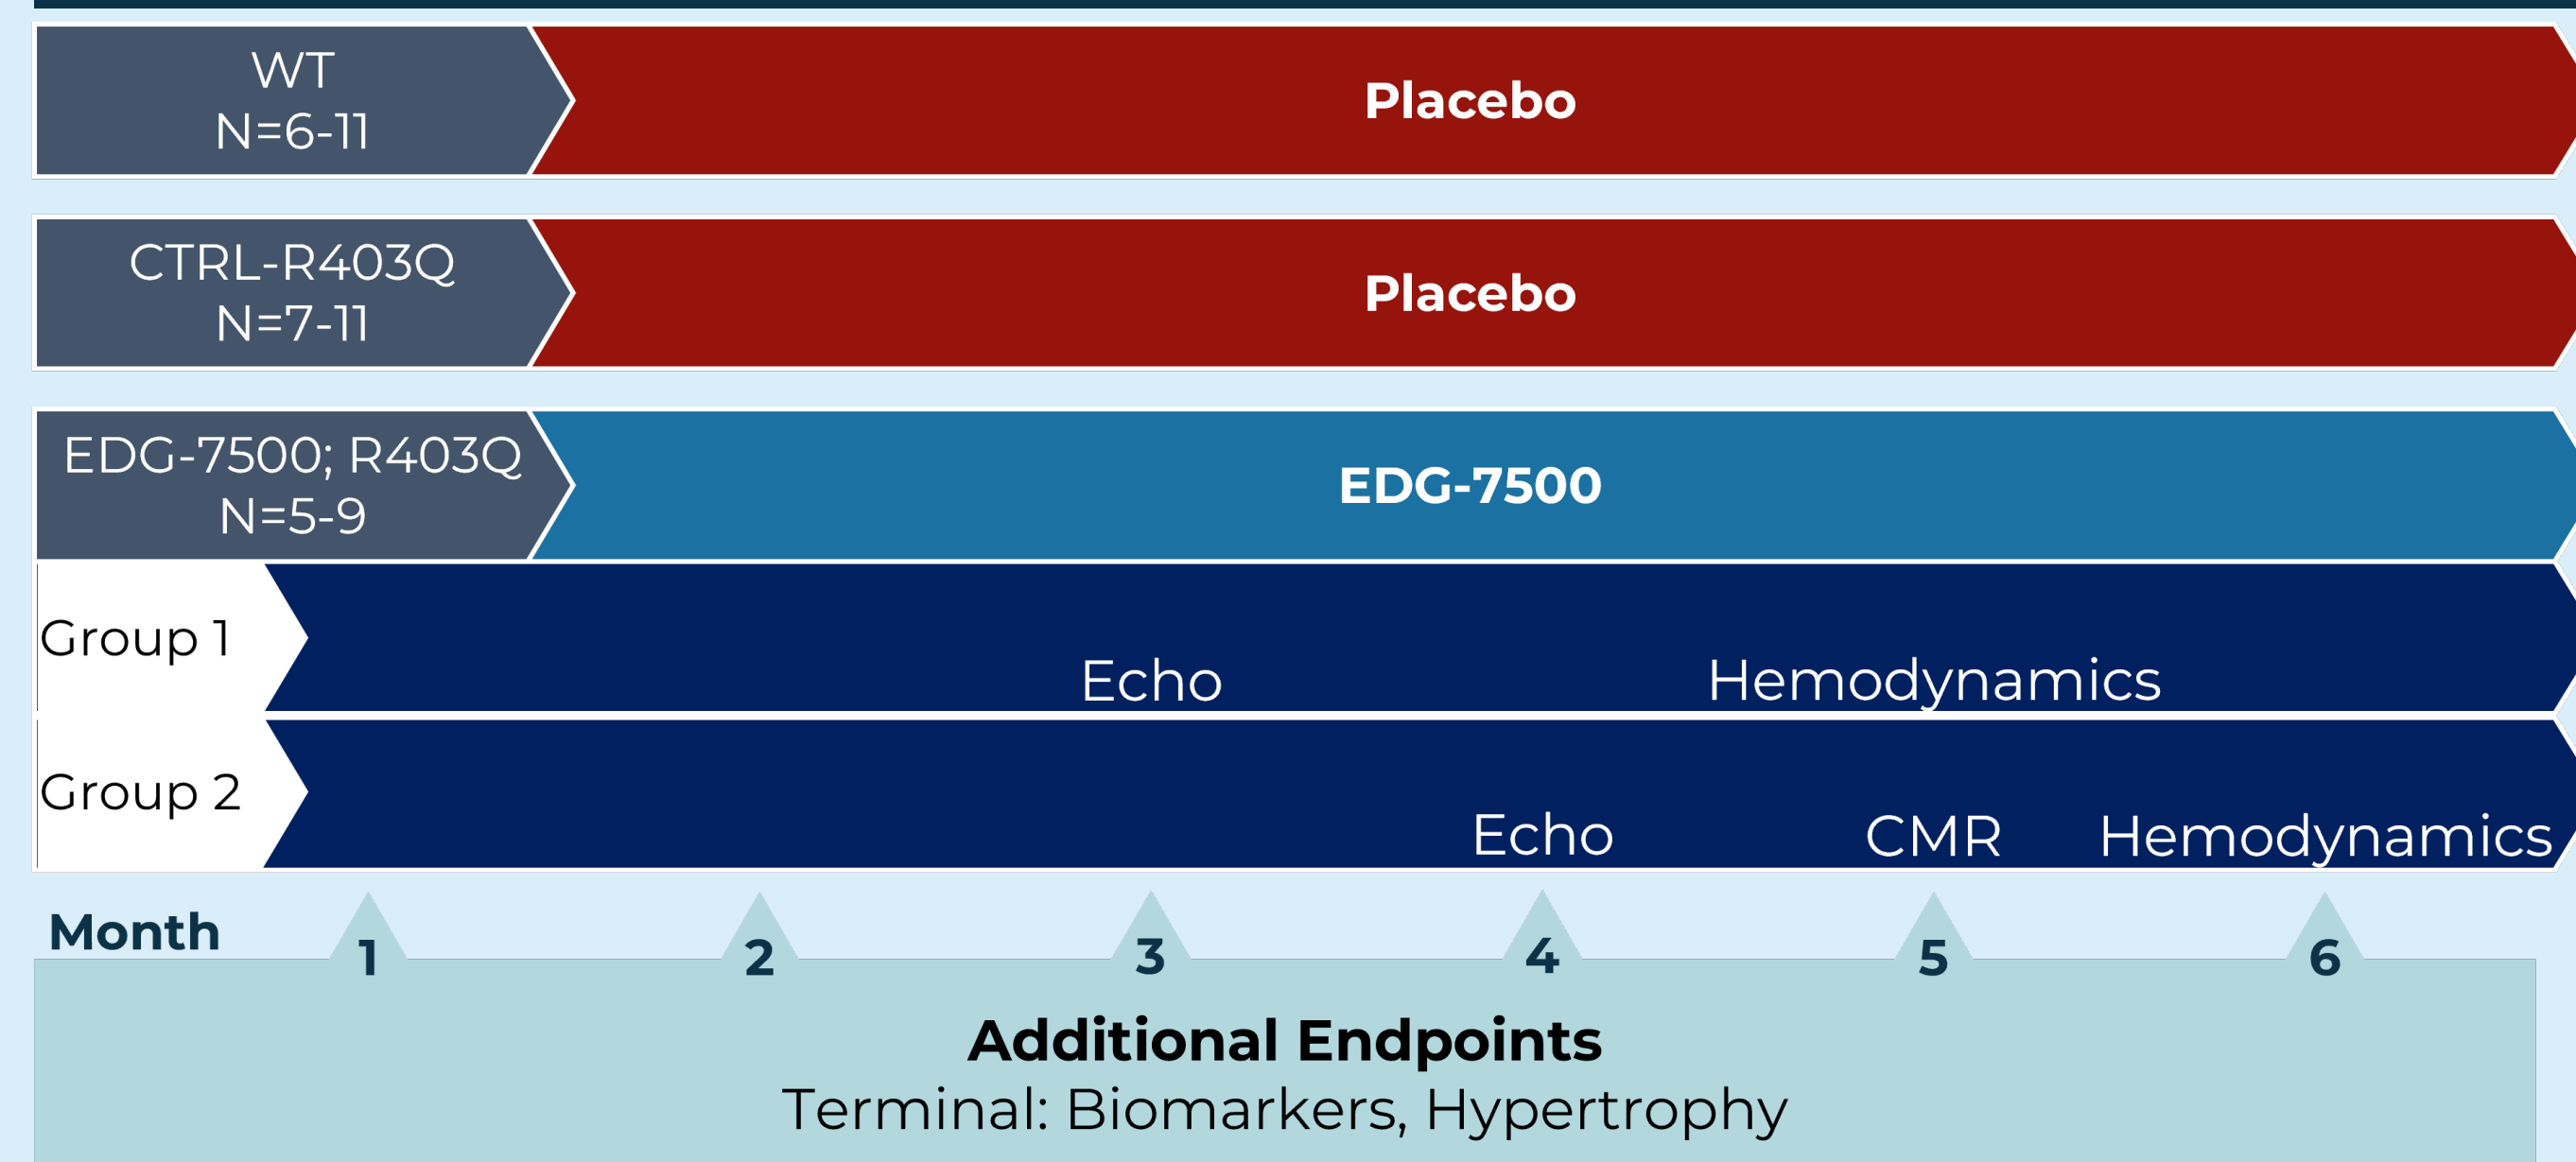 WT
N=6-11
Placebo
CTRL-R403Q
N=7-11
Placebo
EDG-7500; R403Q
N=5-9
EDG-7500
Group 1
Echo
Hemodynamics
Group 2
Echo
CMR
Hemodynamics
Month
1
2
3
4
5
6
Additional Endpoints
Terminal: Biomarkers, Hypertrophy